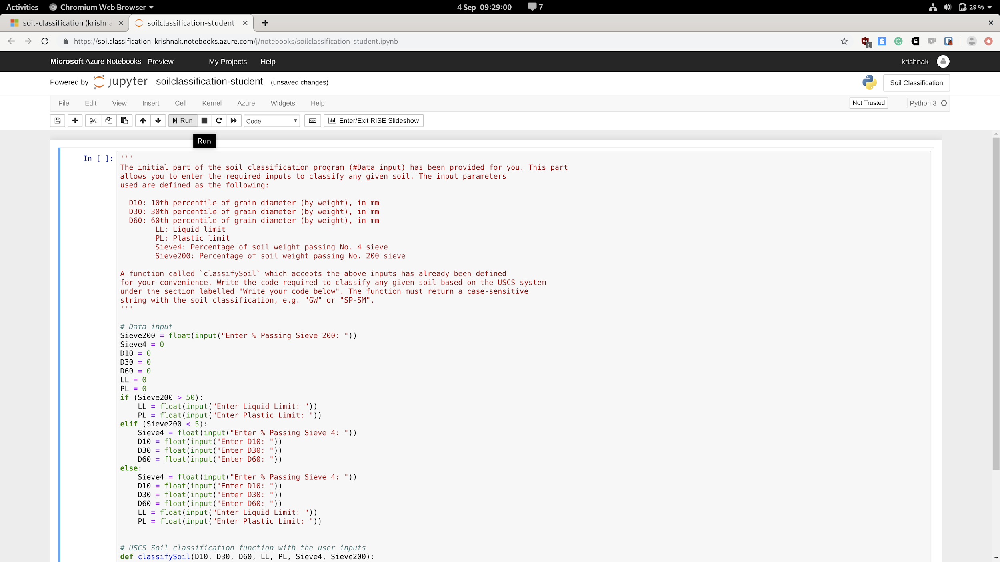 Activities Chromium Web Browser 4 Sep 09:29:00 7 29 %
soil-classification (krishna soilclassification-student
https://soilclassification-krishnak.notebooks.azure.com/j/notebooks/soilclassification-student.ipynb 1
Microsoft Azure Notebooks Preview My Projects Help krishnak
Powered by jupyter soilclassification-student (unsaved changes) Soil Classification
File Edit View Insert Cell Kernel Azure Widgets Help Not Trusted Python 3
Run Code Enter/Exit RISE Slideshow
Run
In [ ]: '''
The initial part of the soil classification program (#Data input) has been provided for you. This part
allows you to enter the required inputs to classify any given soil. The input parameters
used are defined as the following:
D10: 10th percentile of grain diameter (by weight), in mm
D30: 30th percentile of grain diameter (by weight), in mm
D60: 60th percentile of grain diameter (by weight), in mm
LL: Liquid limit
PL: Plastic limit
Sieve4: Percentage of soil weight passing No. 4 sieve
Sieve200: Percentage of soil weight passing No. 200 sieve
A function called `classifySoil` which accepts the above inputs has already been defined
for your convenience. Write the code required to classify any given soil based on the USCS system
under the section labelled "Write your code below". The function must return a case-sensitive
string with the soil classification, e.g. "GW" or "SP-SM".
'''
# Data input
Sieve200 = float(input("Enter % Passing Sieve 200: "))
Sieve4 = 0
D10 = 0
D30 = 0
D60 = 0
LL = 0
PL = 0
if (Sieve200 > 50):
    LL = float(input("Enter Liquid Limit: "))
    PL = float(input("Enter Plastic Limit: "))
elif (Sieve200 < 5):
    Sieve4 = float(input("Enter % Passing Sieve 4: "))
    D10 = float(input("Enter D10: "))
    D30 = float(input("Enter D30: "))
    D60 = float(input("Enter D60: "))
else:
    Sieve4 = float(input("Enter % Passing Sieve 4: "))
    D10 = float(input("Enter D10: "))
    D30 = float(input("Enter D30: "))
    D60 = float(input("Enter D60: "))
    LL = float(input("Enter Liquid Limit: "))
    PL = float(input("Enter Plastic Limit: "))
# USCS Soil classification function with the user inputs
def classifySoil(D10, D30, D60, LL, PL, Sieve4, Sieve200):